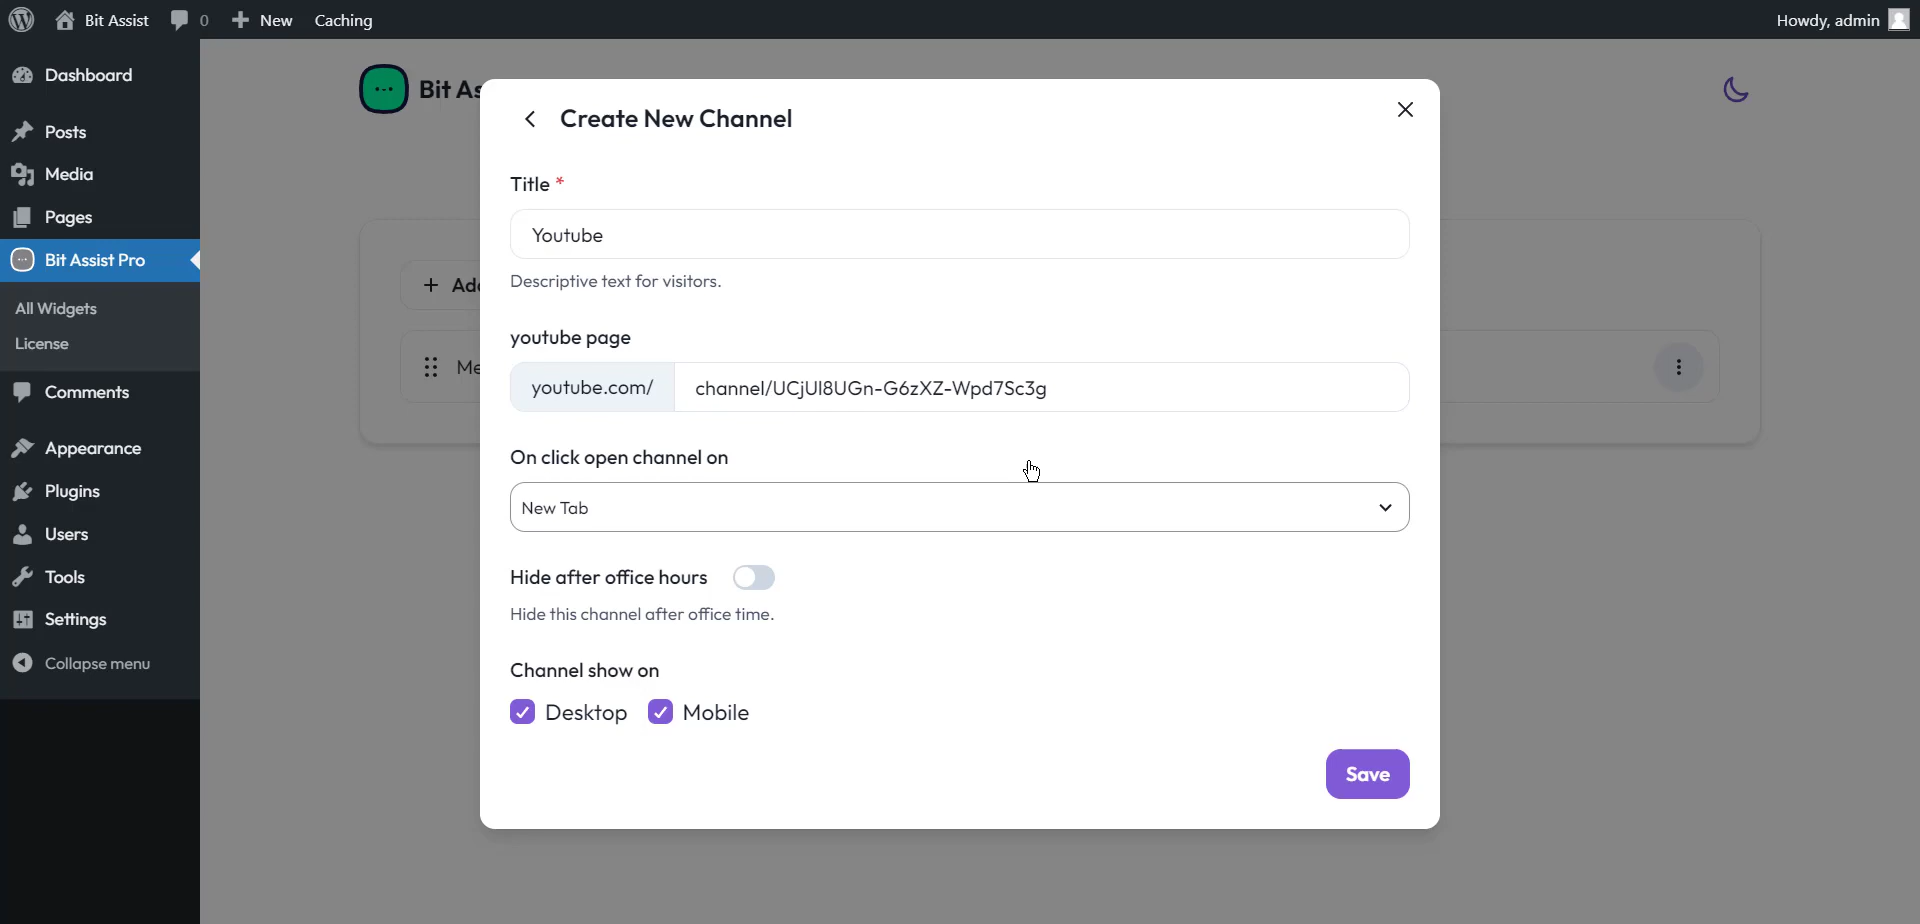 Bit Assist
0
New
Caching
Howdy, admin
Dashboard
Posts
Media
Pages
Bit Assist Pro
All Widgets
License
Comments
Appearance
Plugins
Users
Tools
Settings
Collapse menu
Bit As
Create New Channel
Title *
Youtube
Descriptive text for visitors.
youtube page
youtube.com/ channel/UCjUI8UGn-G6zXZ-Wpd7Sc3g
On click open channel on
New Tab
Hide after office hours
Hide this channel after office time.
Channel show on
Desktop Mobile
Save
+ Add
Me